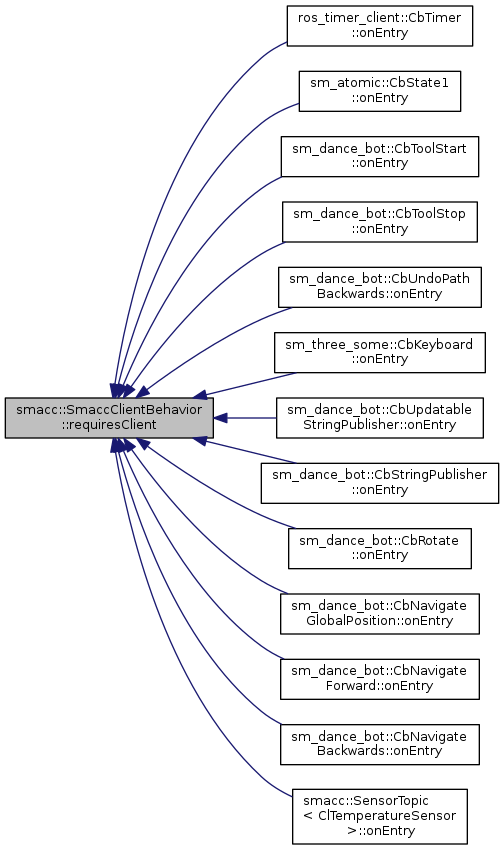 ros_timer_client::CbTimer
::onEntry
sm_atomic::CbState1
::onEntry
sm_dance_bot::CbToolStart
::onEntry
sm_dance_bot::CbToolStop
::onEntry
sm_dance_bot::CbUndoPath
Backwards::onEntry
sm_three_some::CbKeyboard
::onEntry
smacc::SmaccClientBehavior
::requiresClient
sm_dance_bot::CbUpdatable
StringPublisher::onEntry
sm_dance_bot::CbStringPublisher
::onEntry
sm_dance_bot::CbRotate
::onEntry
sm_dance_bot::CbNavigate
GlobalPosition::onEntry
sm_dance_bot::CbNavigate
Forward::onEntry
sm_dance_bot::CbNavigate
Backwards::onEntry
smacc::SensorTopic
< ClTemperatureSensor
>::onEntry